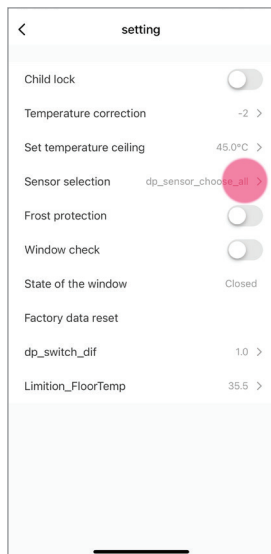 setting
Child lock
Temperature correction -2
Set temperature ceiling 45.0°C
Sensor selection dp_sensor_choose_all
Frost protection
Window check
State of the window Closed
Factory data reset
dp_switch_dif 1.0
Limition_FloorTemp 35.5